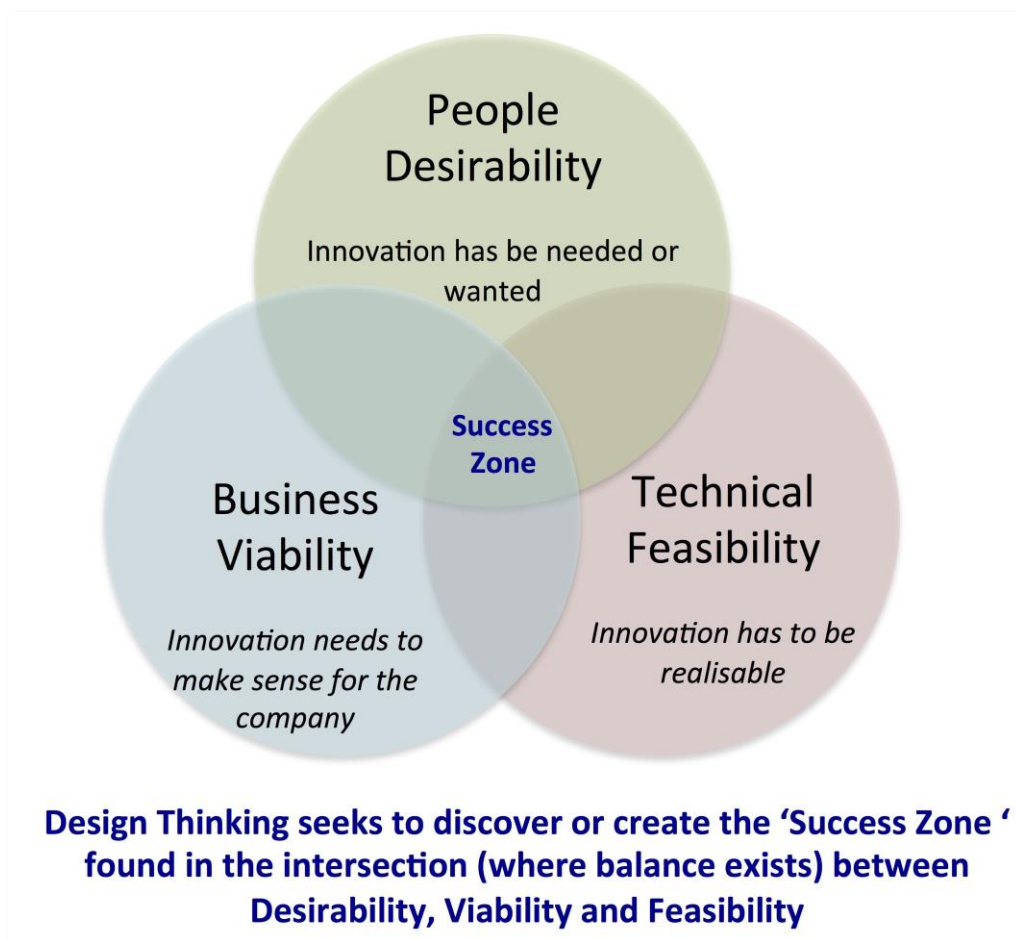 People
Desirability
Innovation has be needed or
wanted
Success
Zone
Business
Viability
Innovation needs to
make sense for the
company
Technical
Feasibility
Innovation has to be
realisable
Design Thinking seeks to discover or create the ‘Success Zone ‘
found in the intersection (where balance exists) between
Desirability, Viability and Feasibility